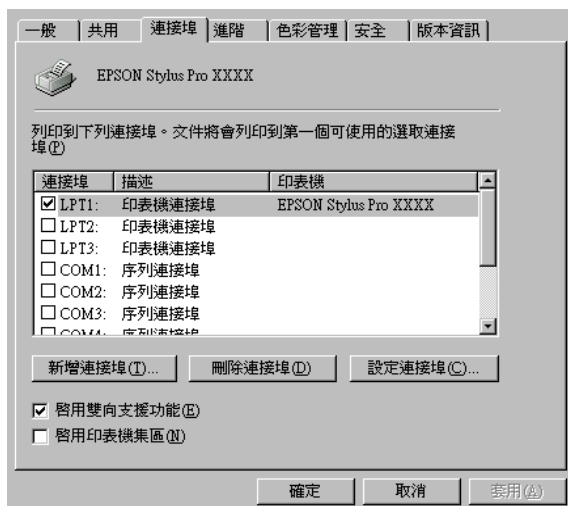 一般 共用 連接埠 進階 色彩管理 安全 版本資訊
EPSON Stylus Pro XXXX
列印到下列連接埠。文件將會列印到第一個可使用的選取連接
埠(P)
連接埠 描述 印表機
LPT1: 印表機連接埠 EPSON Stylus Pro XXXX
LPT2: 印表機連接埠
LPT3: 印表機連接埠
COM1: 序列連接埠
COM2: 序列連接埠
COM3: 序列連接埠
COM4: 序列連接埠
新增連接埠(T)... 刪除連接埠(D) 設定連接埠(C)...
啟用雙向支援功能(E)
啟用印表機集區(N)
確定 取消 套用(A)